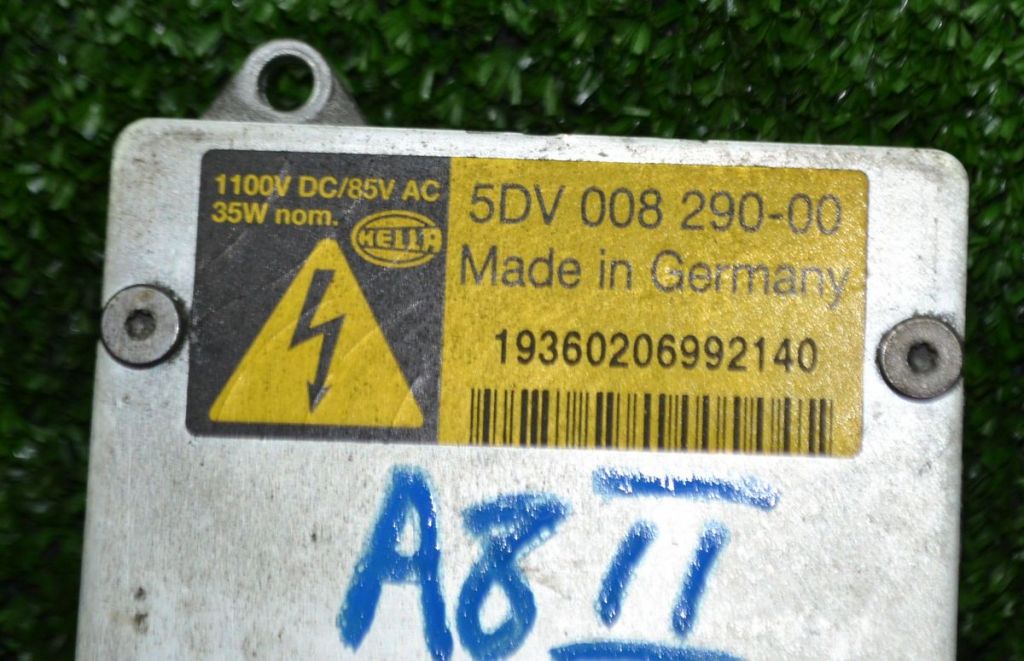 1100V DC/85V AC
35W nom.
HELLA
5DV 008 290-00
Made in Germany
19360206992140
A8 II